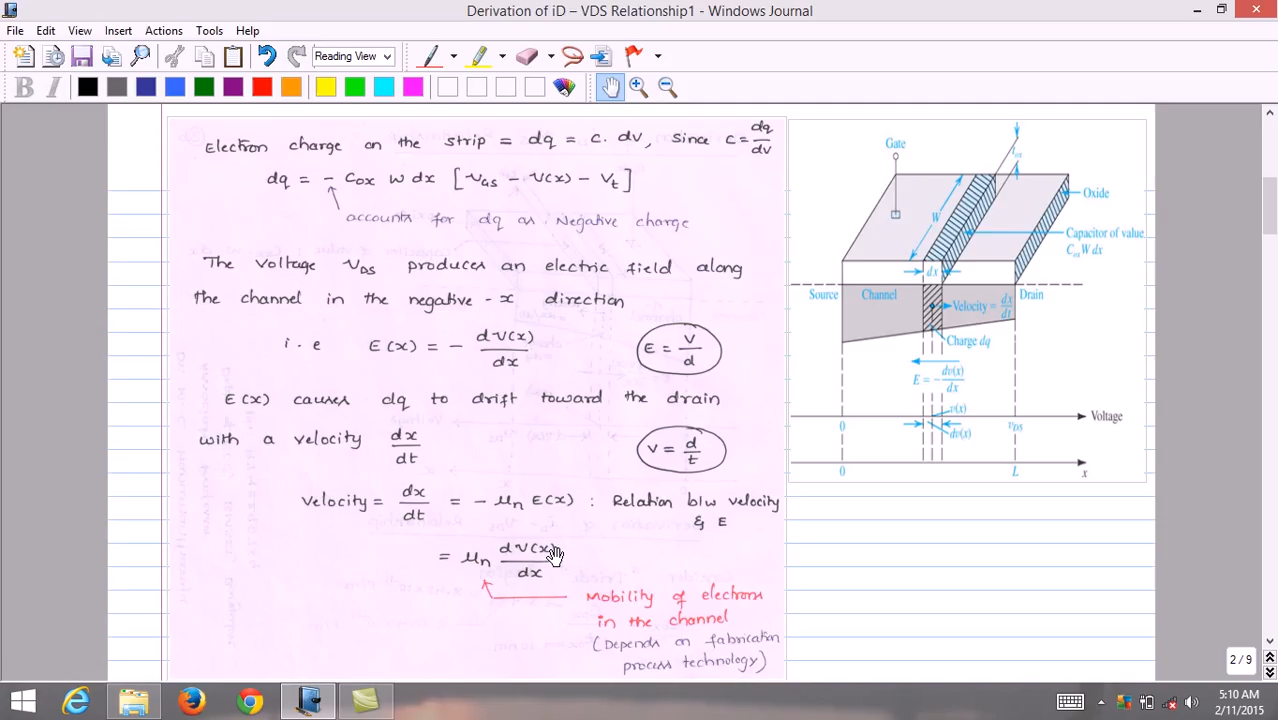 Derivation of iD – VDS Relationship1 - Windows Journal
File Edit View Insert Actions Tools Help
Reading View
B I
Electron charge on the strip = dq = c. dv, since c = dq/dv
dq = - Cox W dx [VGS - V(x) - Vt]
accounts for dq as Negative charge
The voltage VDS produces an electric field along
the channel in the negative -x direction
i.e E(x) = - dV(x)/dx
E = V/d
E(x) causes dq to drift toward the drain
with a velocity dx/dt
V = d/t
Velocity = dx/dt = - μn E(x) : Relation b/w velocity
& E
= μn dV(x)/dx
Mobility of electrons
in the channel
(Depends on fabrication
process technology)
Gate
tox
Oxide
W
Capacitor of value
Cox W dx
dx
Source Channel Drain
Velocity = dx/dt
Charge dq
E = - dv(x)/dx
v(x)
Voltage
0 dv(x) vDS
0 L x
2 / 9
5:10 AM
2/11/2015